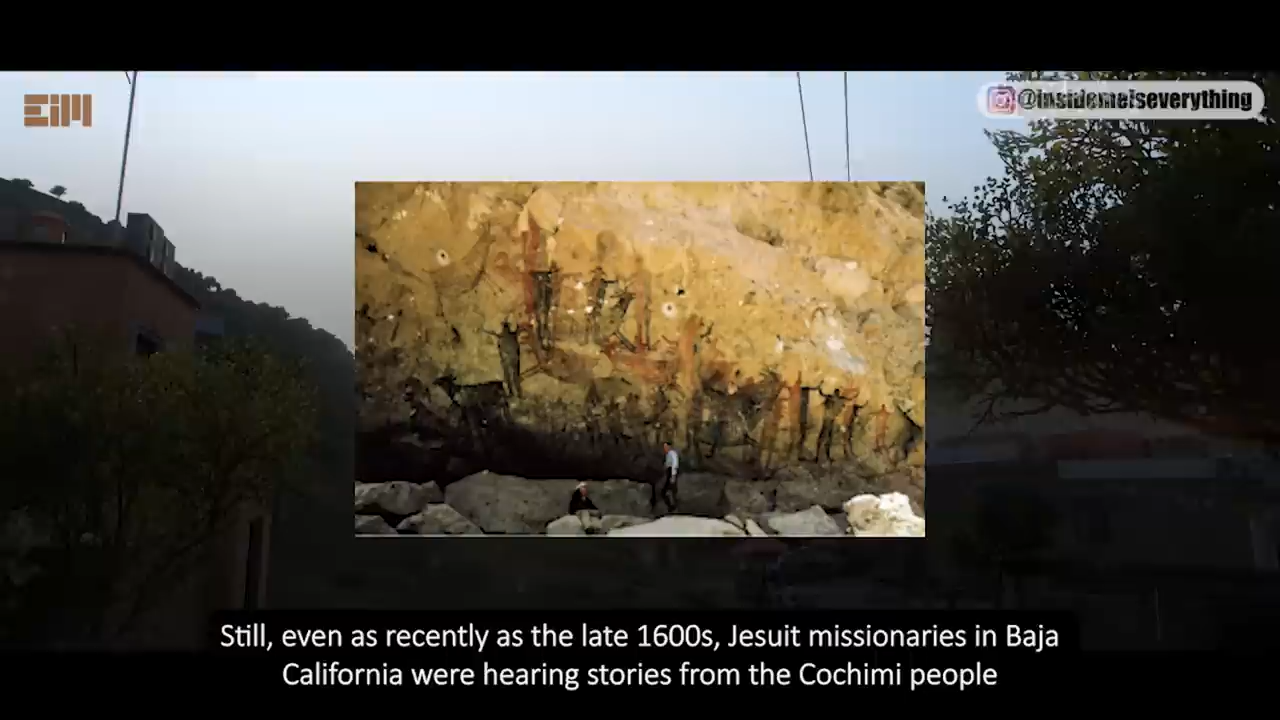 EIM
@insidemeiseverything
Still, even as recently as the late 1600s, Jesuit missionaries in Baja
California were hearing stories from the Cochimi people